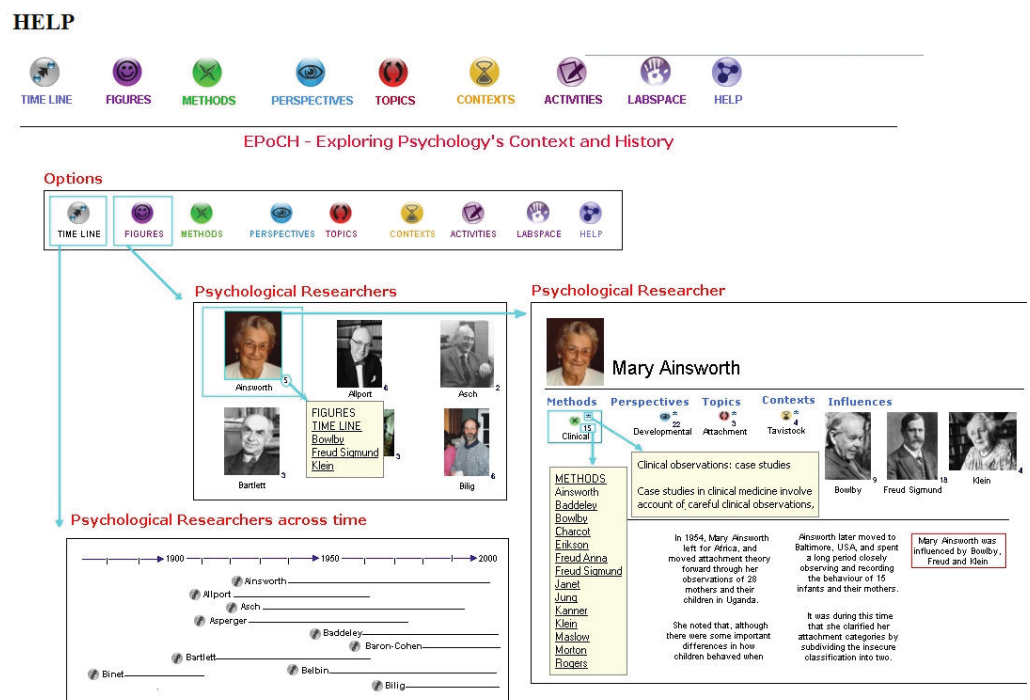 HELP
TIME LINE FIGURES METHODS PERSPECTIVES TOPICS CONTEXTS ACTIVITIES LABSPACE HELP
EPoCH - Exploring Psychology's Context and History
Options
TIME LINE FIGURES METHODS PERSPECTIVES TOPICS CONTEXTS ACTIVITIES LABSPACE HELP
Psychological Researchers
Ainsworth 5
Allport 6
Asch 2
FIGURES
TIME LINE
Bowlby
Freud Sigmund
Klein
Bartlett 3
3
Bilig 6
Psychological Researcher
Mary Ainsworth
Methods Perspectives Topics Contexts Influences
15
Clinical
22
Developmental
3
Attachment
4
Tavistock
Bowlby 9
Freud Sigmund 18
Klein 4
METHODS
Ainsworth
Baddeley
Bowlby
Charcot
Erikson
Freud Anna
Freud Sigmund
Janet
Jung
Kanner
Klein
Maslow
Morton
Rogers
Clinical observations: case studies
Case studies in clinical medicine involve
account of careful clinical observations,
In 1954, Mary Ainsworth
left for Africa, and
moved attachment theory
forward through her
observations of 28
mothers and their
children in Uganda.
She noted that, although
there were some important
differences in how
children behaved when
Ainsworth later moved to
Baltimore, USA, and spent
a long period closely
observing and recording
the behaviour of 15
infants and their mothers.
It was during this time
that she clarified her
attachment categories by
subdividing the insecure
classification into two.
Mary Ainsworth was
influenced by Bowlby,
Freud and Klein
Psychological Researchers across time
1900 1950 2000
Ainsworth
Allport
Asch
Asperger
Baddeley
Baron-Cohen
Bartlett
Binet
Belbin
Bilig